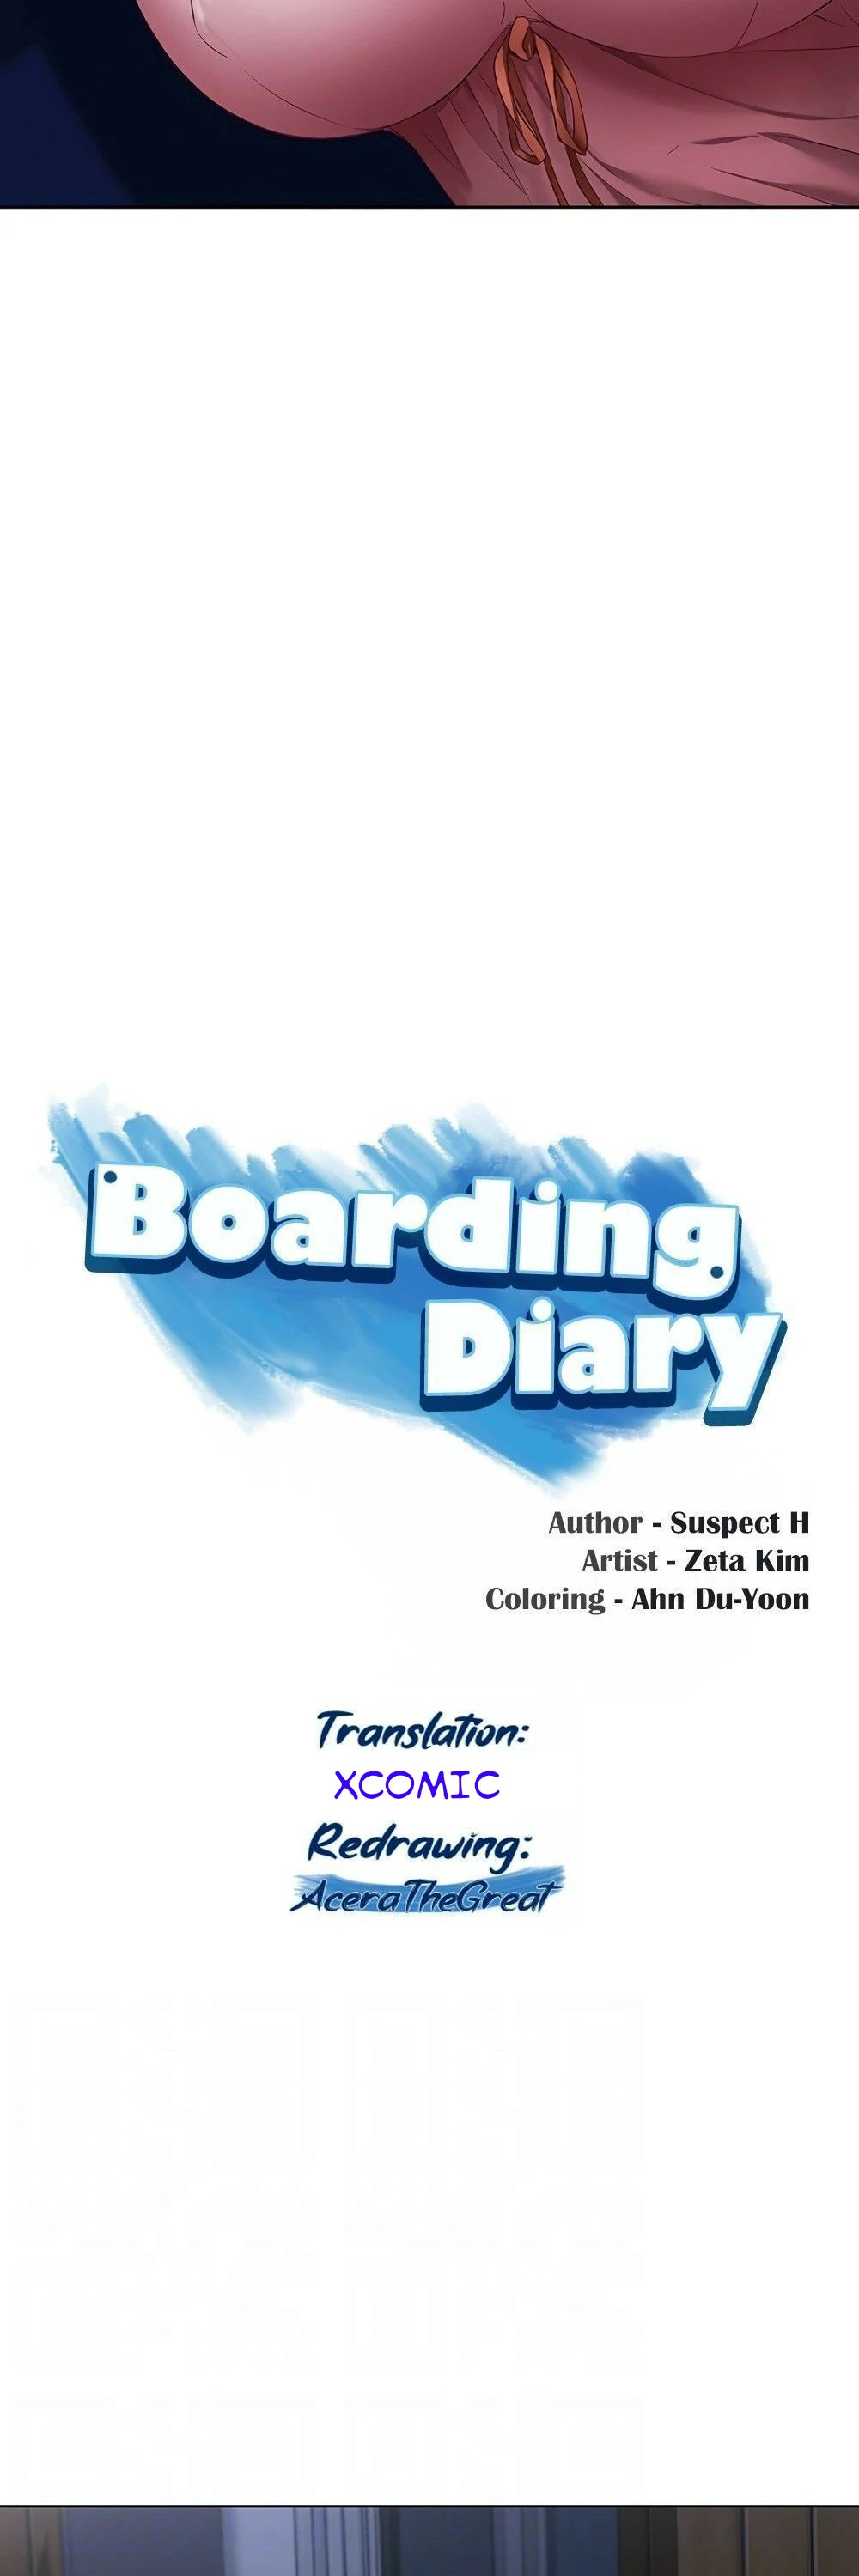 Boarding
Diary
Author - Suspect H
Artist - Zeta Kim
Coloring - Ahn Du-Yoon
Translation:
XCOMIC
Redrawing:
AceraTheGreat